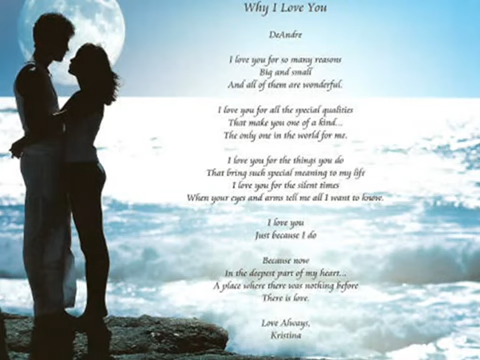 Why I Love You
DeAndre
I love you for so many reasons
Big and small
And all of them are wonderful.
I love you for all the special qualities
That make you one of a kind...
The only one in the world for me.
I love you for the things you do
That bring such special meaning to my life
I love you for the silent times
When your eyes and arms tell me all I want to know.
I love you
Just because I do
Because now
In the deepest part of my heart...
A place where there was nothing before
There is love.
Love Always,
Kristina